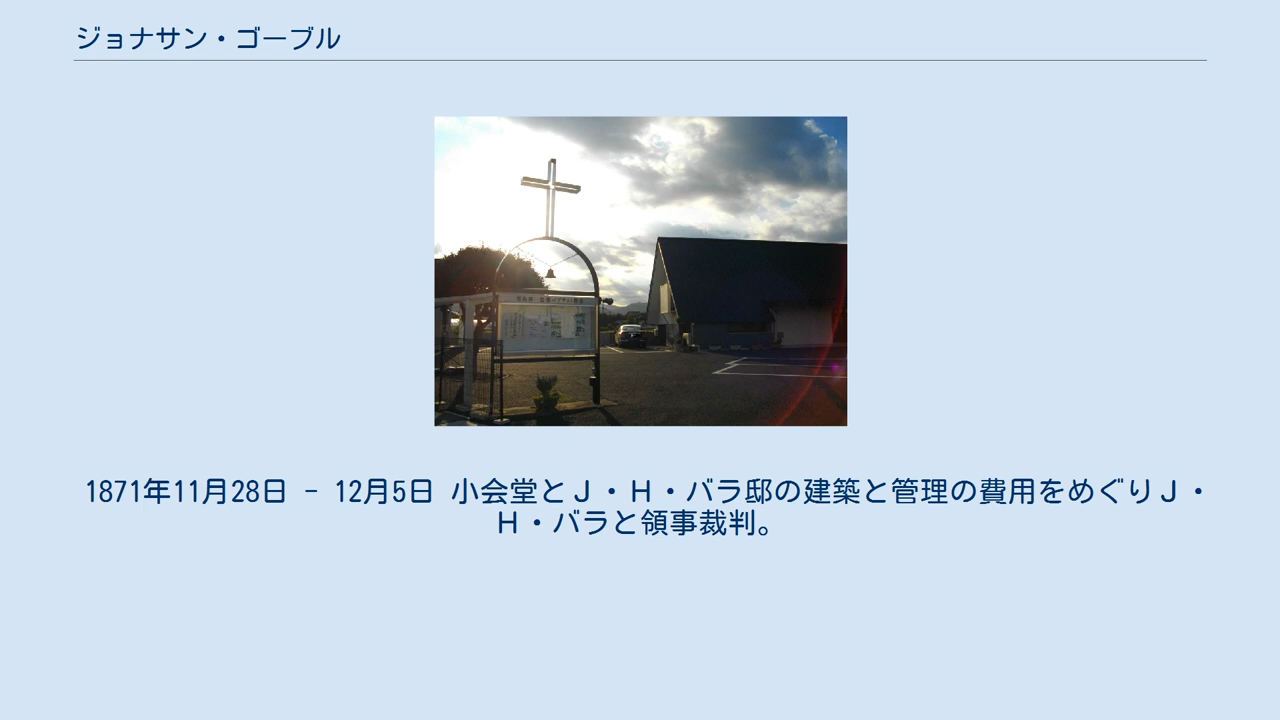 ジョナサン・ゴーブル
1871年11月28日 - 12月5日 小会堂とＪ・Ｈ・バラ邸の建築と管理の費用をめぐりＪ・
Ｈ・バラと領事裁判。